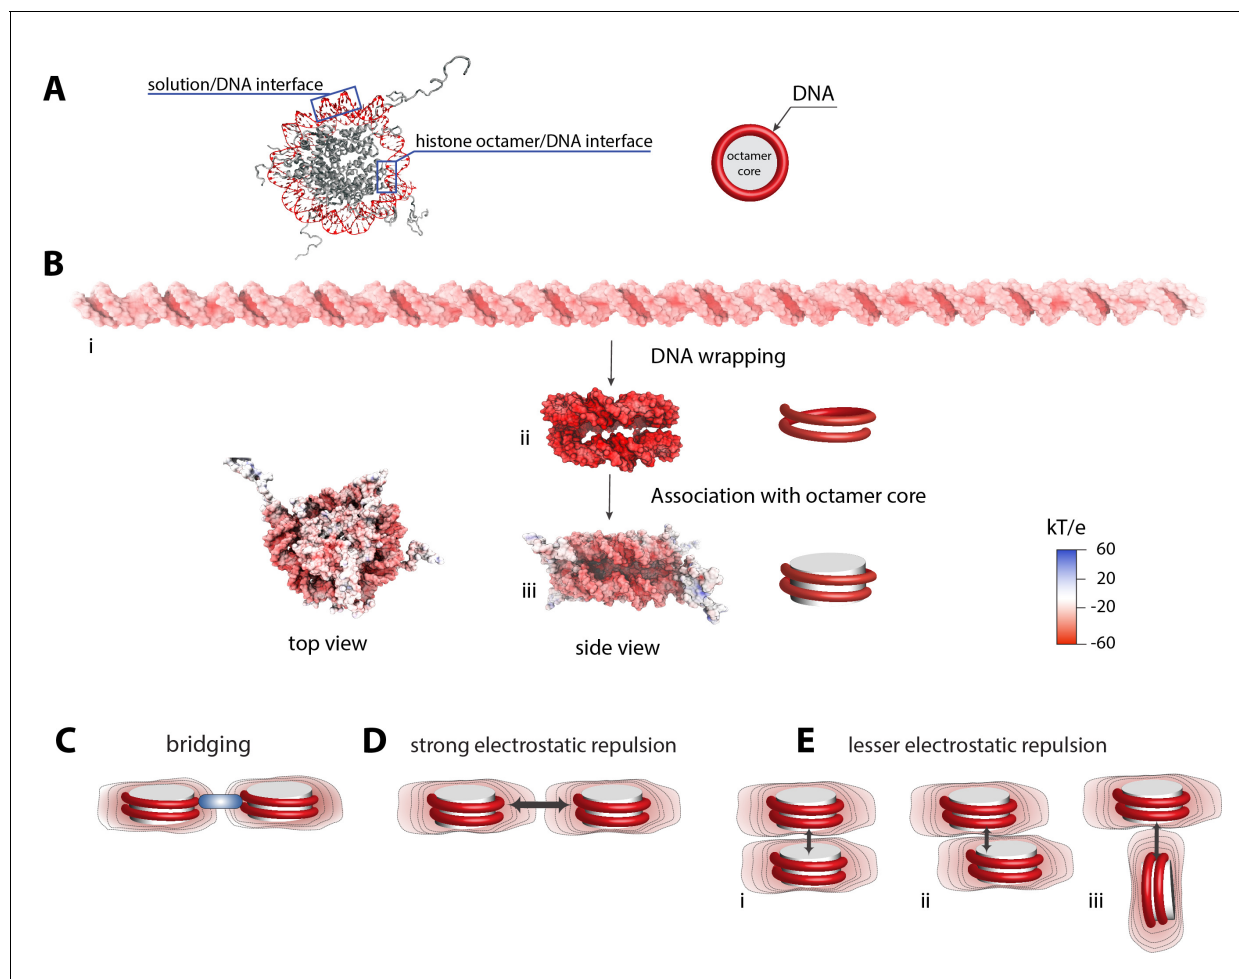 A
solution/DNA interface
histone octamer/DNA interface
DNA
octamer
core
B
i
DNA wrapping
ii
Association with octamer core
iii
top view
side view
kT/e
60
20
-20
-60
C
bridging
D
strong electrostatic repulsion
E
lesser electrostatic repulsion
i
ii
iii